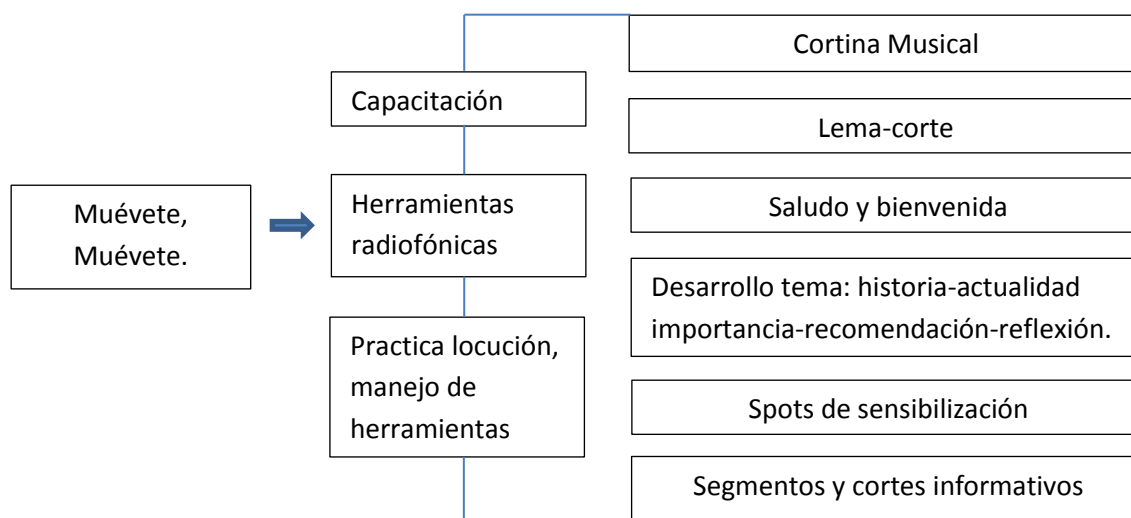 Muévete,
Muévete.
Capacitación
Herramientas
radiofónicas
Practica locución,
manejo de
herramientas
Cortina Musical
Lema-corte
Saludo y bienvenida
Desarrollo tema: historia-actualidad
importancia-recomendación-reflexión.
Spots de sensibilización
Segmentos y cortes informativos